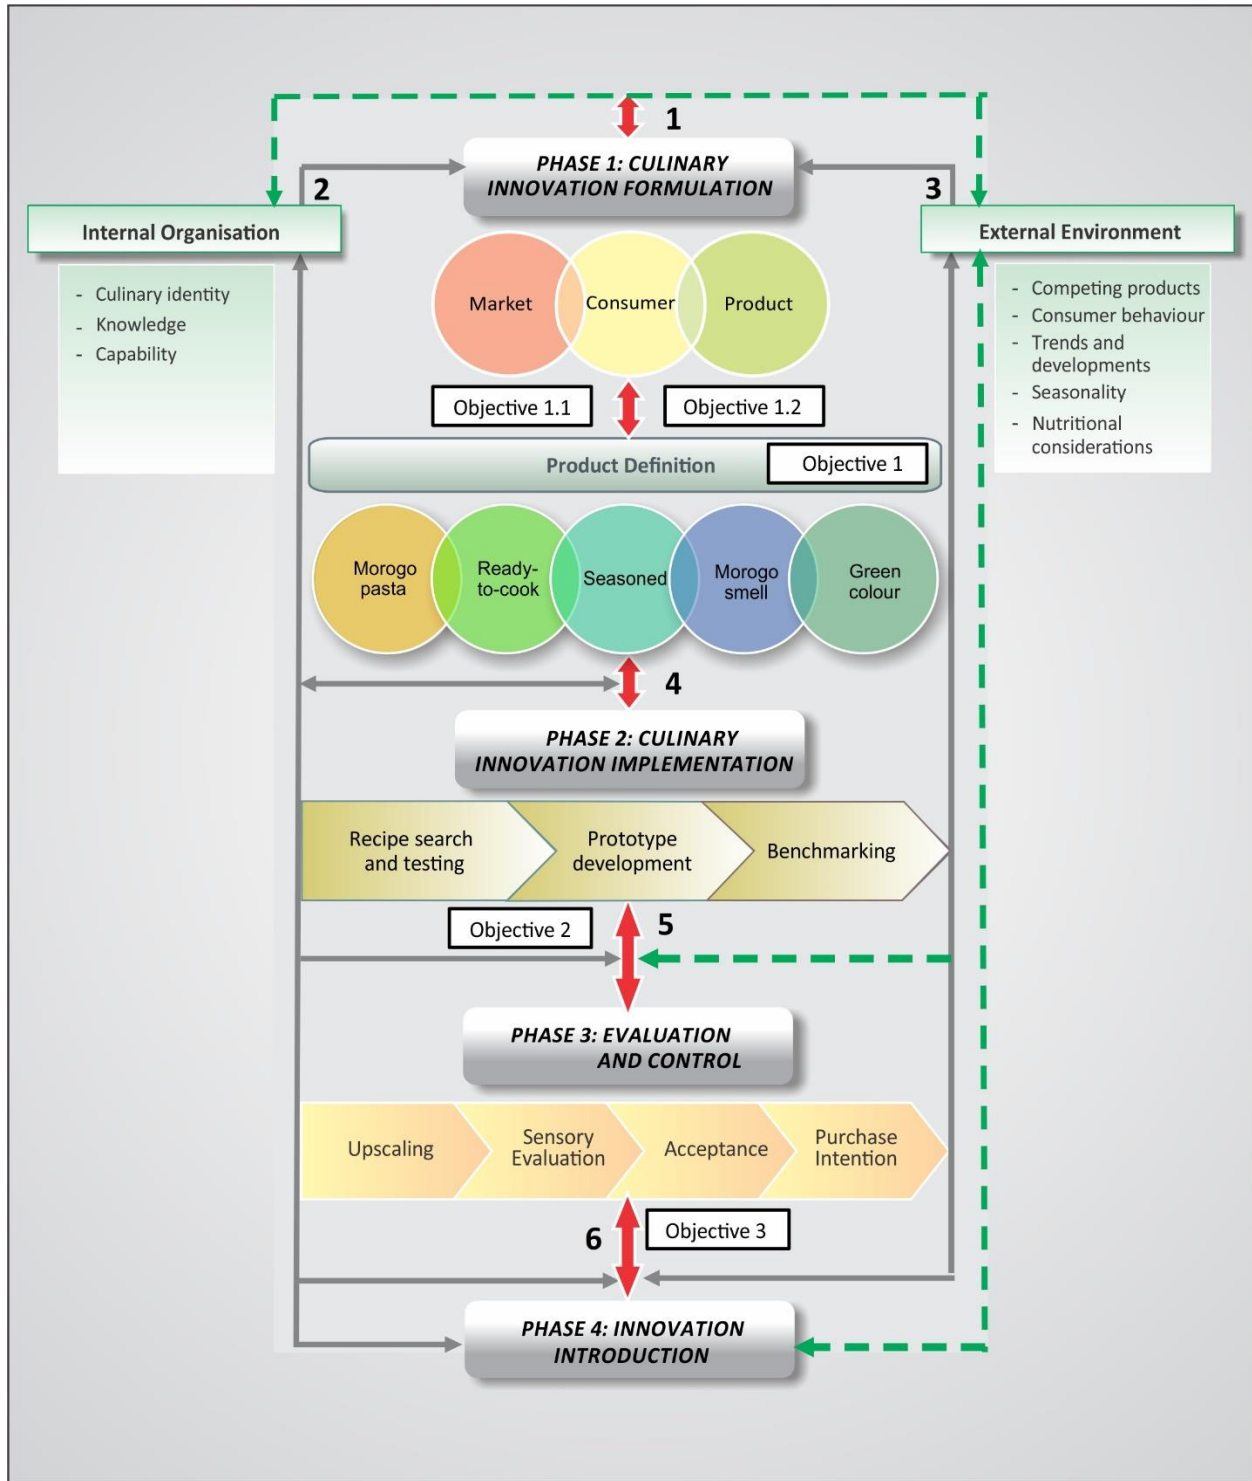 1
PHASE 1: CULINARY
INNOVATION FORMULATION
2
3
Internal Organisation
External Environment
- Culinary identity
- Knowledge
- Capability
- Competing products
- Consumer behaviour
- Trends and
developments
- Seasonality
- Nutritional
considerations
Market
Consumer
Product
Objective 1.1
Objective 1.2
Product Definition
Objective 1
Morogo
pasta
Ready-
to-cook
Seasoned
Morogo
smell
Green
colour
4
PHASE 2: CULINARY
INNOVATION IMPLEMENTATION
Recipe search
and testing
Prototype
development
Benchmarking
Objective 2
5
PHASE 3: EVALUATION
AND CONTROL
Upscaling
Sensory
Evaluation
Acceptance
Purchase
Intention
6
Objective 3
PHASE 4: INNOVATION
INTRODUCTION